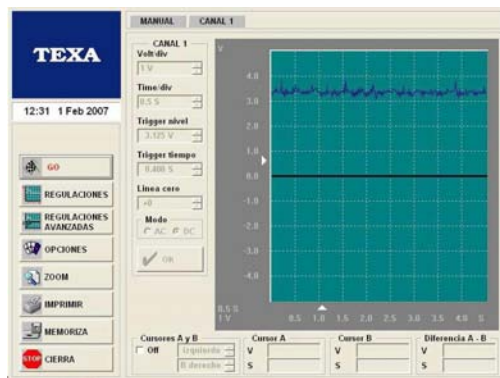 MANUAL CANAL 1
TEXA
12:31 1 Feb 2007
GO
REGULACIONES
REGULACIONES AVANZADAS
OPCIONES
ZOOM
IMPRIMIR
MEMORIZA
STOP CIERRA
CANAL 1
Volt/div
1 V
Time/div
0.5 S
Trigger nivel
3.125 V
Trigger tiempo
0.400 S
Linea cero
+0
Modo
AC DC
OK
V
4.0
3.0
2.0
1.0
0.0
-1.0
-2.0
-3.0
-4.0
0.5 S
1 V
0.5 1.0 1.5 2.0 2.5 3.0 3.5 4.0 S
Cursores A y B
Off
Izquierda
B derecho
Cursor A
V
S
Cursor B
V
S
Diferencia A - B
V
S